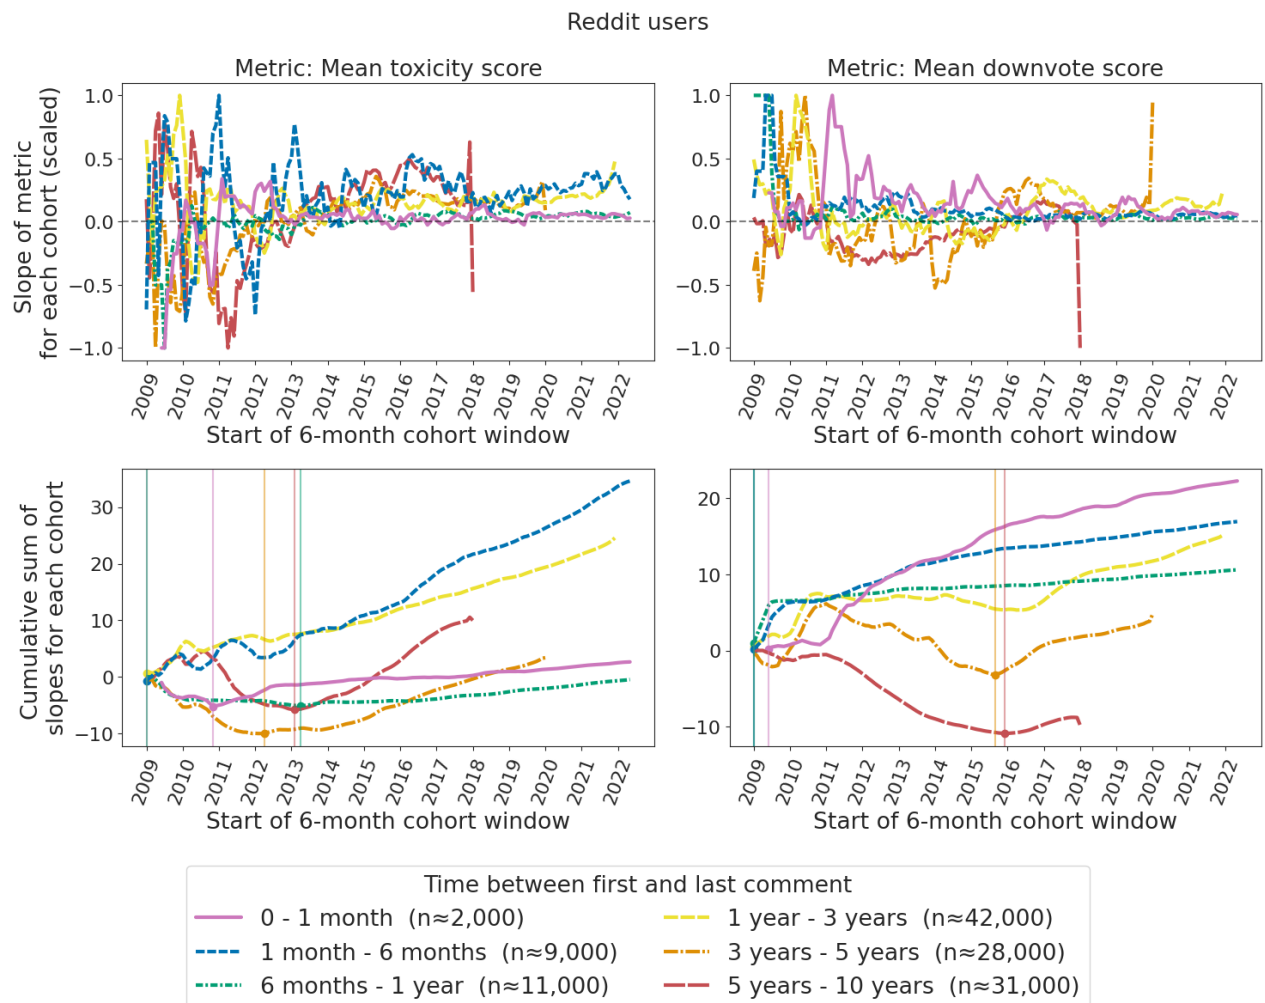 Reddit users
Metric: Mean toxicity score
Metric: Mean downvote score
Slope of metric
for each cohort (scaled)
1.0
0.5
0.0
−0.5
−1.0
1.0
0.5
0.0
−0.5
−1.0
2009 2010 2011 2012 2013 2014 2015 2016 2017 2018 2019 2020 2021 2022
2009 2010 2011 2012 2013 2014 2015 2016 2017 2018 2019 2020 2021 2022
Start of 6-month cohort window
Start of 6-month cohort window
Cumulative sum of
slopes for each cohort
30
20
10
0
−10
20
10
0
−10
2009 2010 2011 2012 2013 2014 2015 2016 2017 2018 2019 2020 2021 2022
2009 2010 2011 2012 2013 2014 2015 2016 2017 2018 2019 2020 2021 2022
Start of 6-month cohort window
Start of 6-month cohort window
Time between first and last comment
0 - 1 month (n≈2,000)
1 month - 6 months (n≈9,000)
6 months - 1 year (n≈11,000)
1 year - 3 years (n≈42,000)
3 years - 5 years (n≈28,000)
5 years - 10 years (n≈31,000)